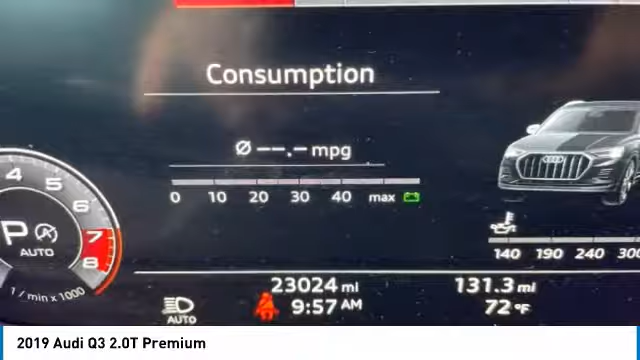 Consumption
Ø --.- mpg
0 10 20 30 40 max
4 5 6 7 8
P A
AUTO
1 / min x 1000
140 190 240 300
23024 mi 131.3 mi
AUTO 9:57 AM 72 °F
2019 Audi Q3 2.0T Premium